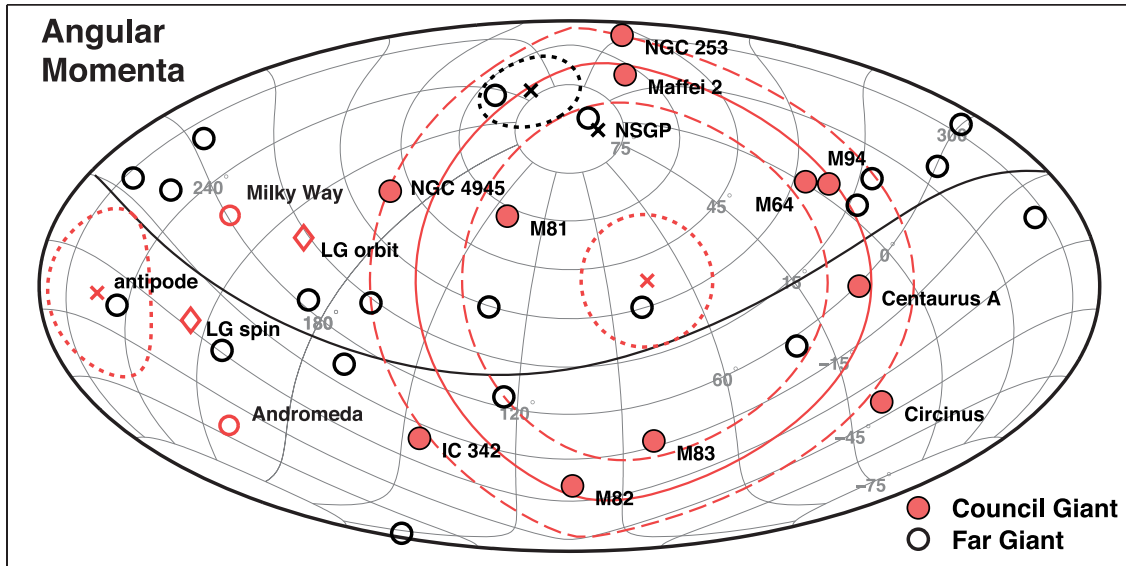 Angular
Momenta
NGC 253
Maffei 2
NSGP
75
300°
M94
240°
Milky Way
NGC 4945
M64
45°
M81
LG orbit
0°
antipode
15°
Centaurus A
LG spin
180°
−15°
60°
Andromeda
120°
Circinus
IC 342
M83
−45°
M82
−75°
Council Giant
Far Giant